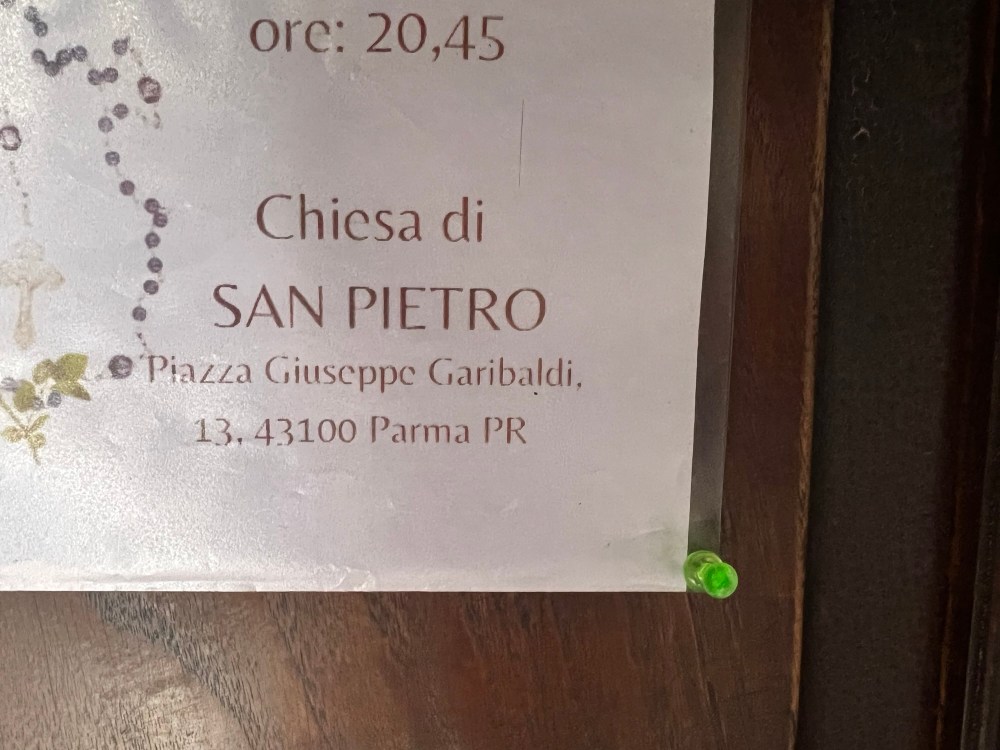 ore: 20,45
Chiesa di
SAN PIETRO
Piazza Giuseppe Garibaldi,
13, 43100 Parma PR